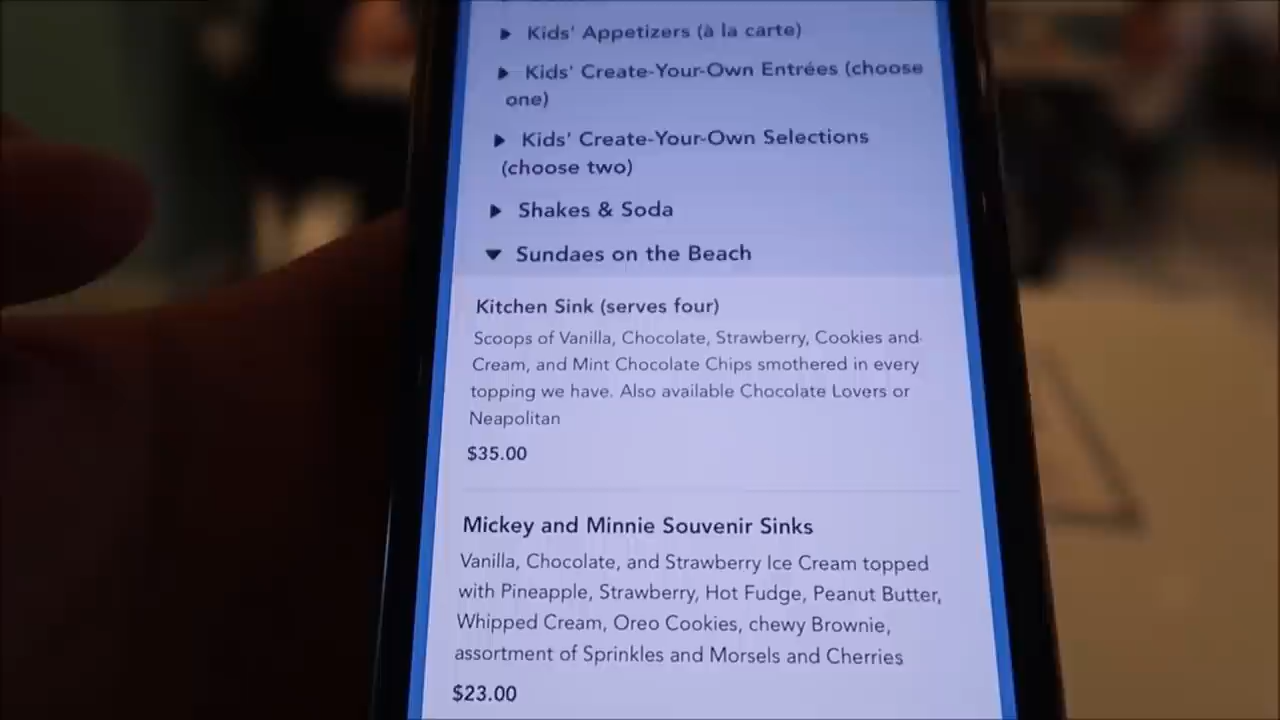 Kids' Appetizers (à la carte)
Kids' Create-Your-Own Entrées (choose
one)
Kids' Create-Your-Own Selections
(choose two)
Shakes & Soda
Sundaes on the Beach
Kitchen Sink (serves four)
Scoops of Vanilla, Chocolate, Strawberry, Cookies and
Cream, and Mint Chocolate Chips smothered in every
topping we have. Also available Chocolate Lovers or
Neapolitan
$35.00
Mickey and Minnie Souvenir Sinks
Vanilla, Chocolate, and Strawberry Ice Cream topped
with Pineapple, Strawberry, Hot Fudge, Peanut Butter,
Whipped Cream, Oreo Cookies, chewy Brownie,
assortment of Sprinkles and Morsels and Cherries
$23.00